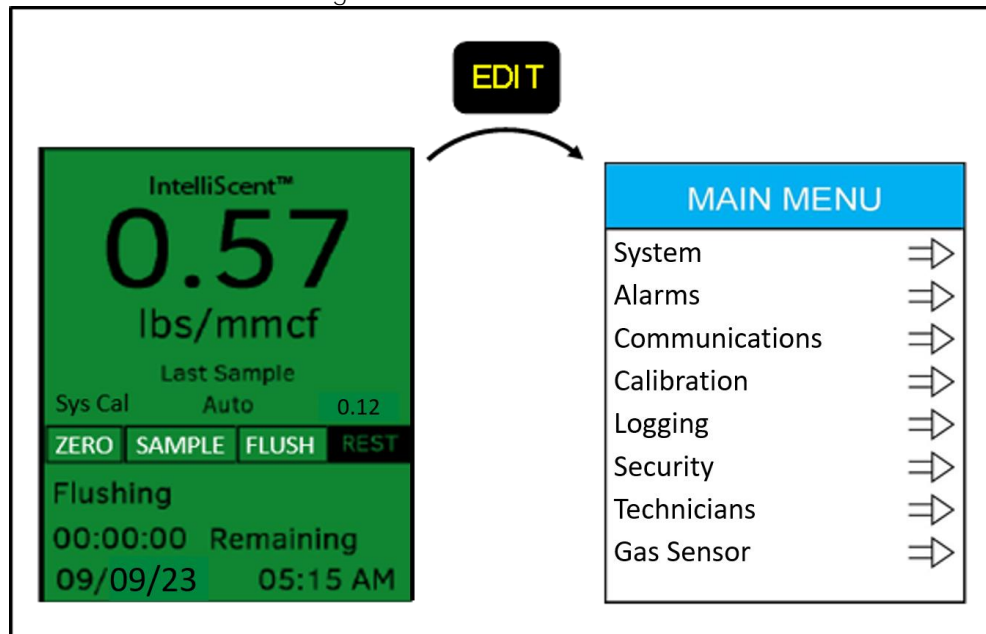 EDIT
IntelliScent™
0.57
lbs/mmcf
Last Sample
Sys Cal Auto 0.12
ZERO SAMPLE FLUSH REST
Flushing
00:00:00 Remaining
09/09/23 05:15 AM
MAIN MENU
System
Alarms
Communications
Calibration
Logging
Security
Technicians
Gas Sensor